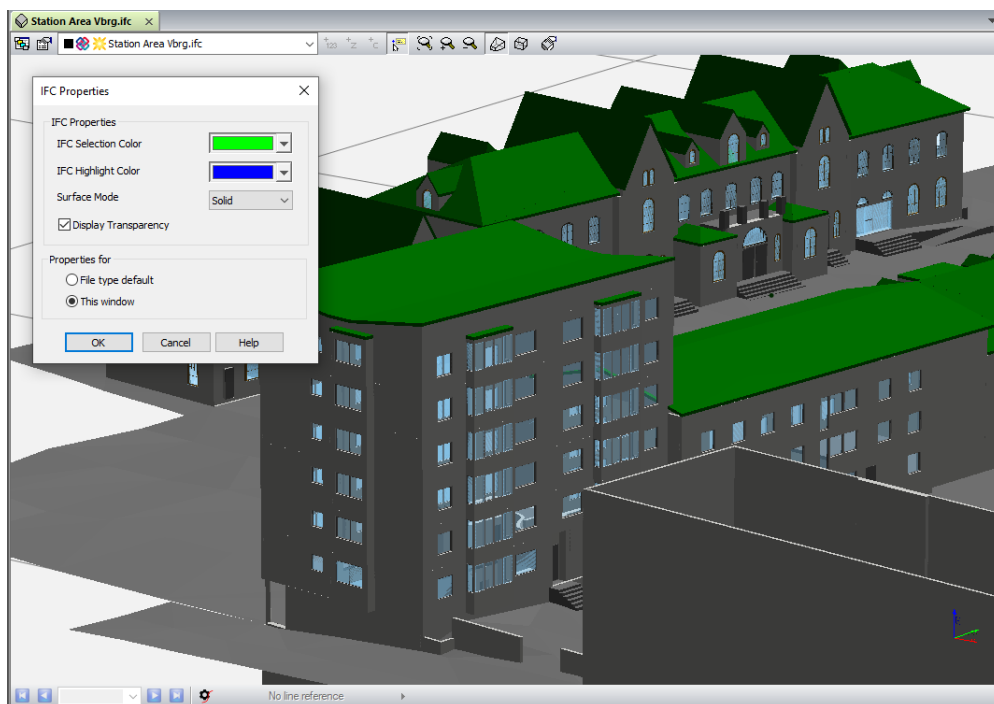 Station Area Vbrg.ifc
Station Area Vbrg.ifc
IFC Properties
IFC Properties
IFC Selection Color
IFC Highlight Color
Surface Mode
Solid
Display Transparency
Properties for
File type default
This window
OK
Cancel
Help
No line reference